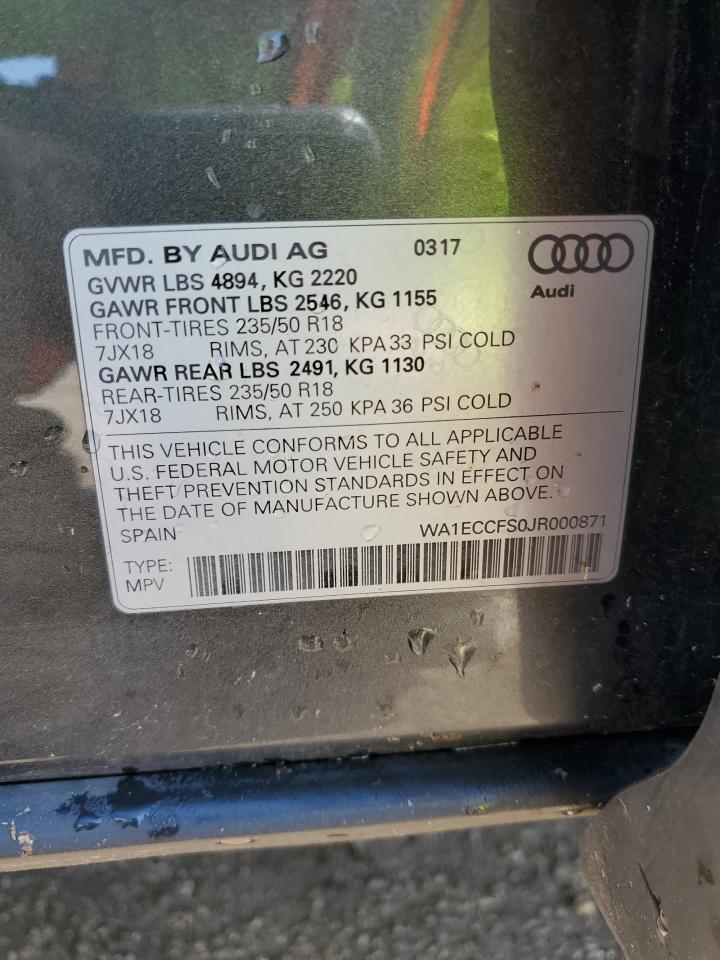 MFD. BY AUDI AG 0317
GVWR LBS 4894, KG 2220
Audi
GAWR FRONT LBS 2546, KG 1155
FRONT-TIRES 235/50 R18
7JX18 RIMS, AT 230 KPA 33 PSI COLD
GAWR REAR LBS 2491, KG 1130
REAR-TIRES 235/50 R18
7JX18 RIMS, AT 250 KPA 36 PSI COLD
THIS VEHICLE CONFORMS TO ALL APPLICABLE
U.S. FEDERAL MOTOR VEHICLE SAFETY AND
THEFT PREVENTION STANDARDS IN EFFECT ON
THE DATE OF MANUFACTURE SHOWN ABOVE.
SPAIN WA1ECCFS0JR000871
TYPE:
MPV